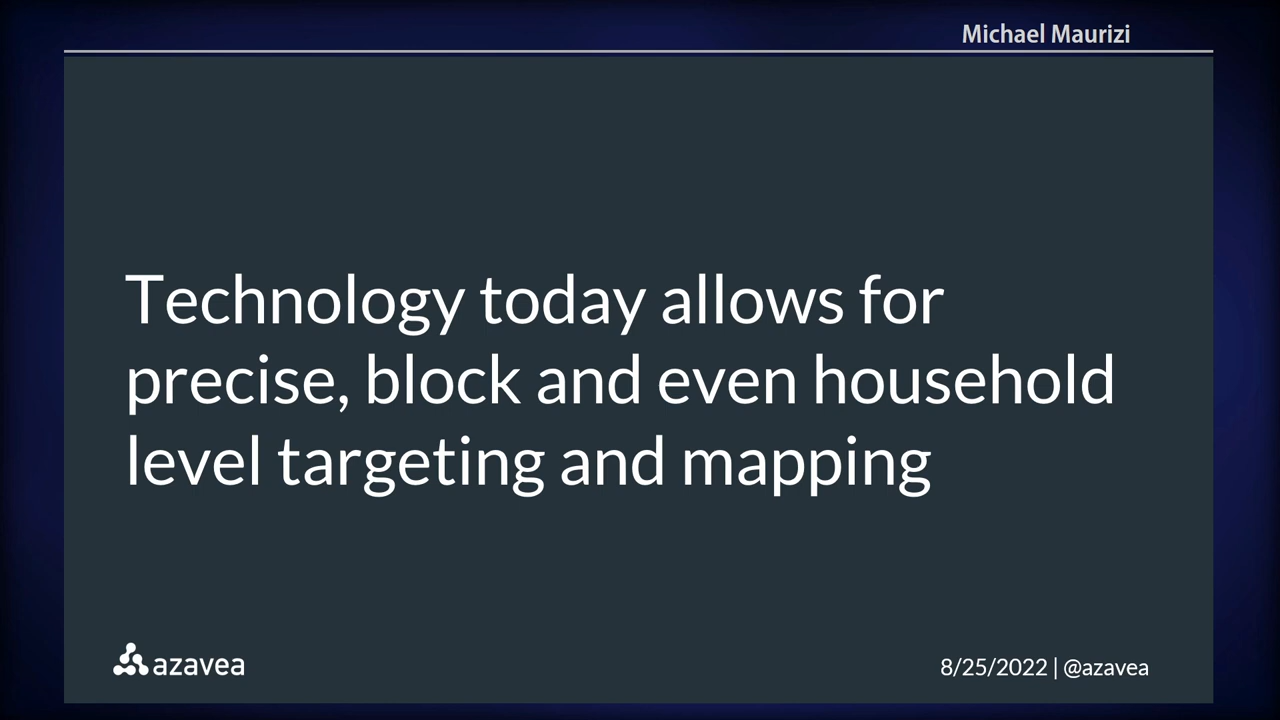 Michael Maurizi
Technology today allows for
precise, block and even household
level targeting and mapping
azavea
8/25/2022 | @azavea